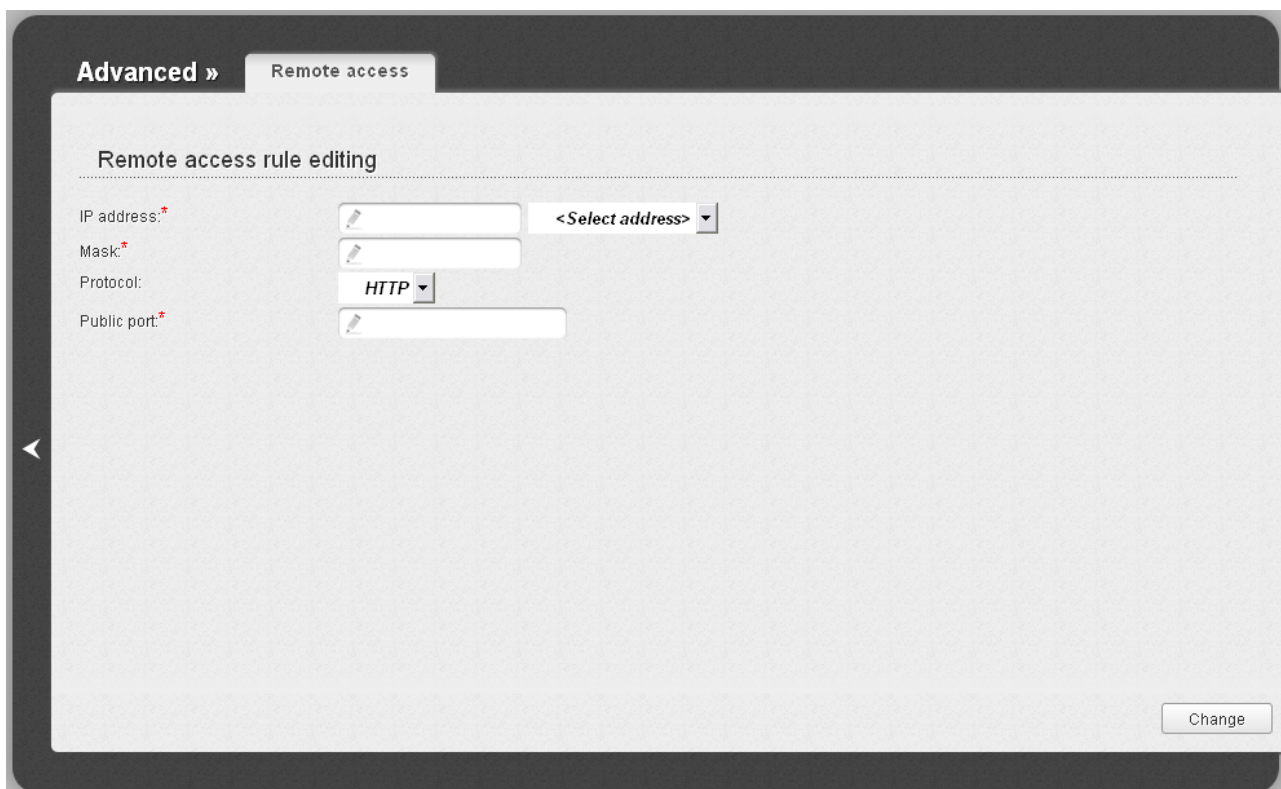 Advanced »
Remote access
Remote access rule editing
IP address:*
<Select address>
Mask:*
Protocol:
HTTP
Public port:*
Change